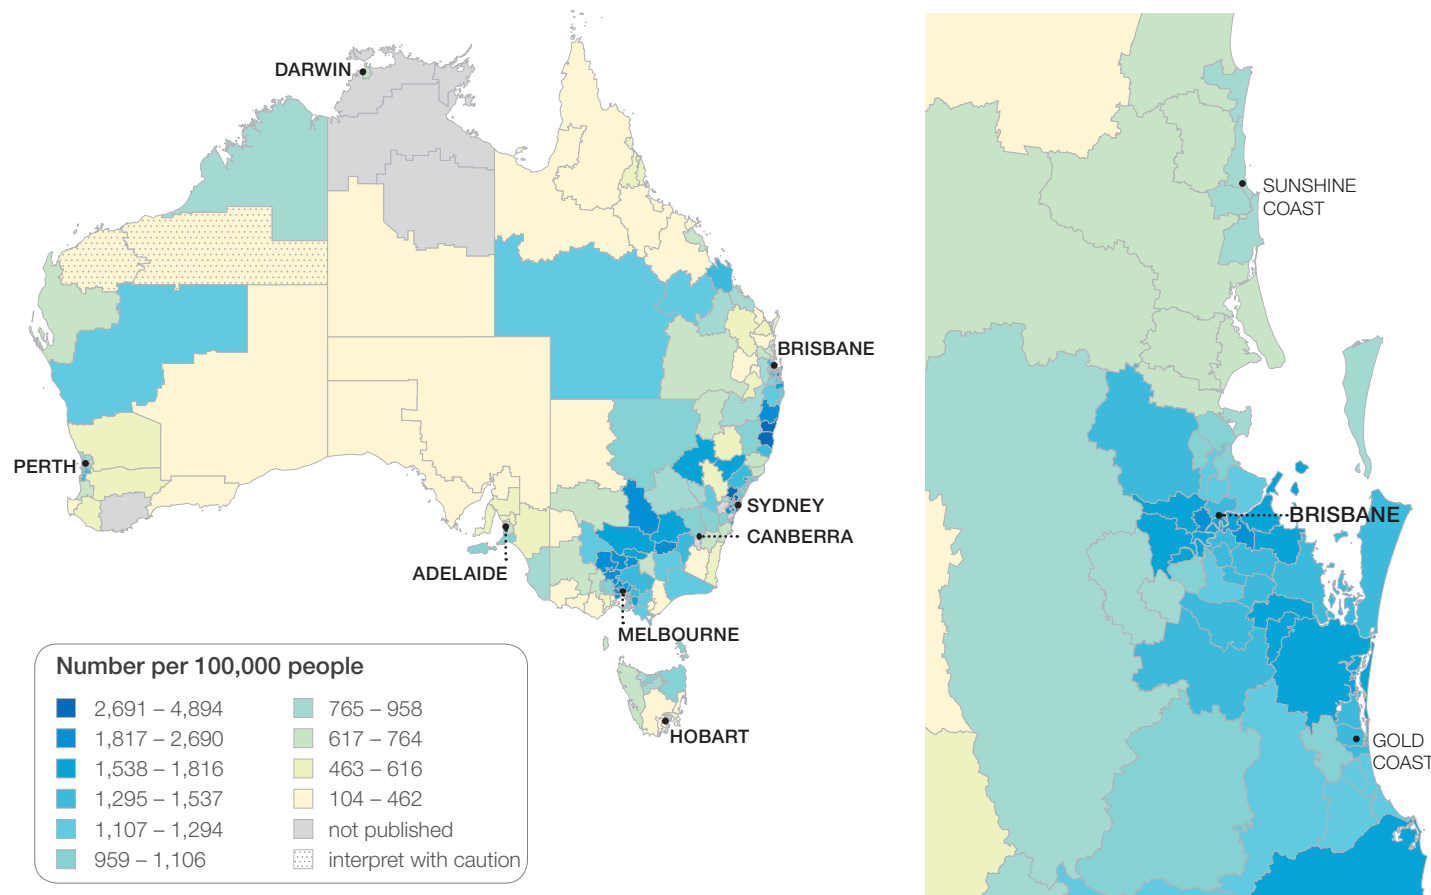 DARWIN
BRISBANE
PERTH
SYDNEY
CANBERRA
ADELAIDE
MELBOURNE
HOBART
Number per 100,000 people
2,691 – 4,894
1,817 – 2,690
1,538 – 1,816
1,295 – 1,537
1,107 – 1,294
959 – 1,106
765 – 958
617 – 764
463 – 616
104 – 462
not published
interpret with caution
SUNSHINE
COAST
BRISBANE
GOLD
COAST